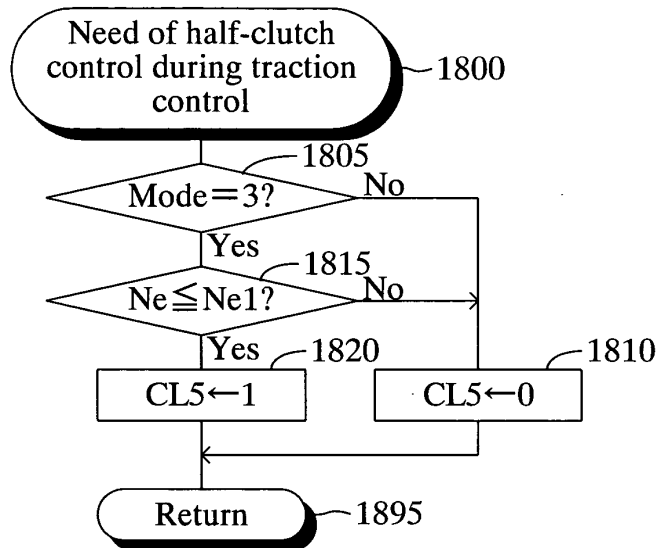 Need of half-clutch
control during traction
control
1800
1805
Mode=3?
No
Yes
1815
Ne≦Ne1?
No
Yes
1820
1810
CL5←1
CL5←0
Return
1895